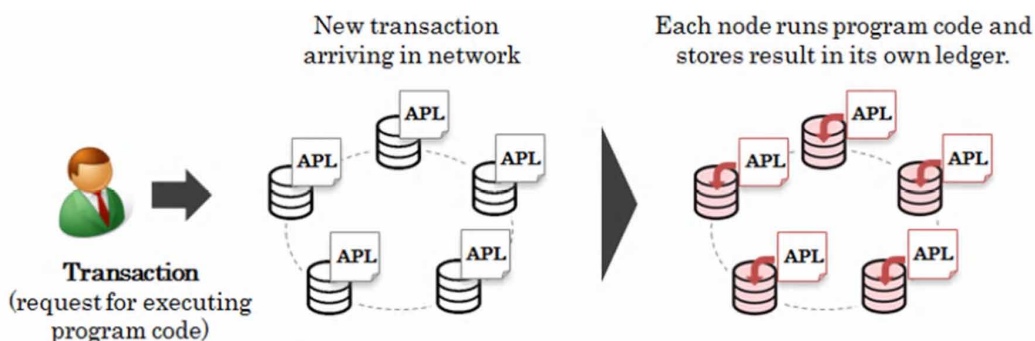 New transaction
arriving in network
Each node runs program code and
stores result in its own ledger.
APL
APL
APL
APL
APL
APL
APL
APL
APL
APL
Transaction
(request for executing
program code)